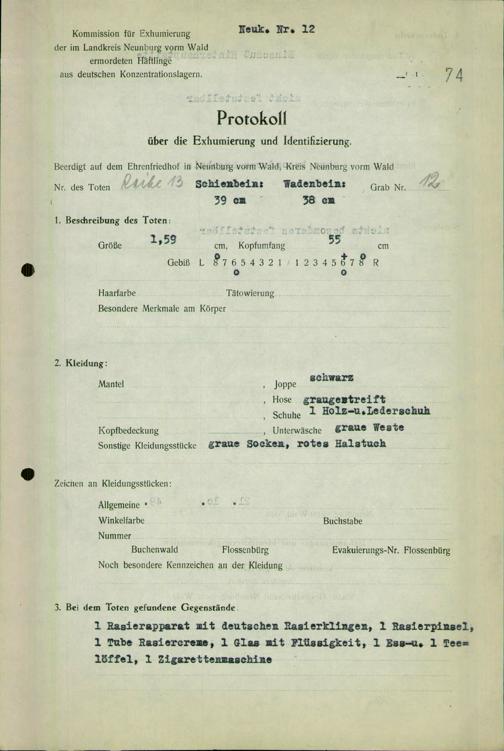 Neuk. Nr. 12
Kommission für Exhumierung
der im Landkreis Neunburg vorm Wald
ermordeten Häftlinge
aus deutschen Konzentrationslagern.
74
Protokoll
über die Exhumierung und Identifizierung.
Beerdigt auf dem Ehrenfriedhof in Neunburg vorm Wald, Kreis Neunburg vorm Wald
Nr. des Toten Reihe 13 Schienbein: Wadenbein: Grab Nr. 12
39 cm 38 cm
1. Beschreibung des Toten:
Größe 1,59 cm, Kopfumfang 55 cm
Gebiß L 8 7 6 5 4 3 2 1 / 1 2 3 4 5 6 7 8 R
Haarfarbe Tätowierung
Besondere Merkmale am Körper
2. Kleidung:
Mantel , Joppe schwarz
, Hose graugestreift
, Schuhe 1 Holz-u.Lederschuh
Kopfbedeckung , Unterwäsche graue Weste
Sonstige Kleidungsstücke graue Socken, rotes Halstuch
Zeichen an Kleidungsstücken:
Allgemeine
Winkelfarbe Buchstabe
Nummer
Buchenwald Flossenbürg Evakuierungs-Nr. Flossenbürg
Noch besondere Kennzeichen an der Kleidung
3. Bei dem Toten gefundene Gegenstände
1 Rasierapparat mit deutschen Rasierklingen, 1 Rasierpinsel,
1 Tube Rasiercreme, 1 Glas mit Flüssigkeit, 1 Ess-u. 1 Tee=
löffel, 1 Zigarettenmaschine